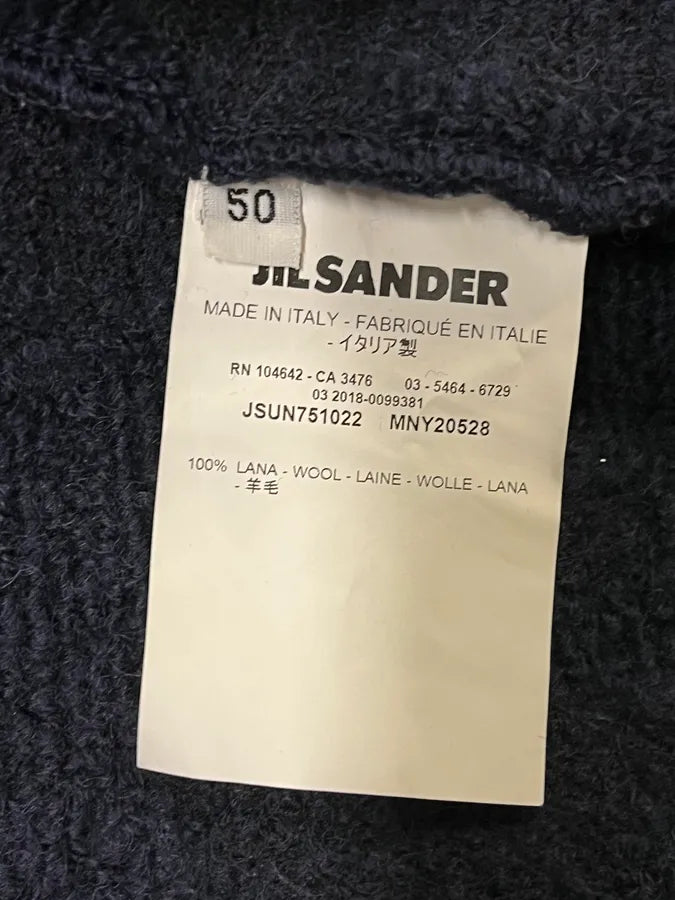 50
JIL SANDER
MADE IN ITALY - FABRIQUÉ EN ITALIE
- イタリア製
RN 104642 - CA 3476 03 - 5464 - 6729
03 2018-0099381
JSUN751022 MNY20528
100% LANA - WOOL - LAINE - WOLLE - LANA
- 羊毛